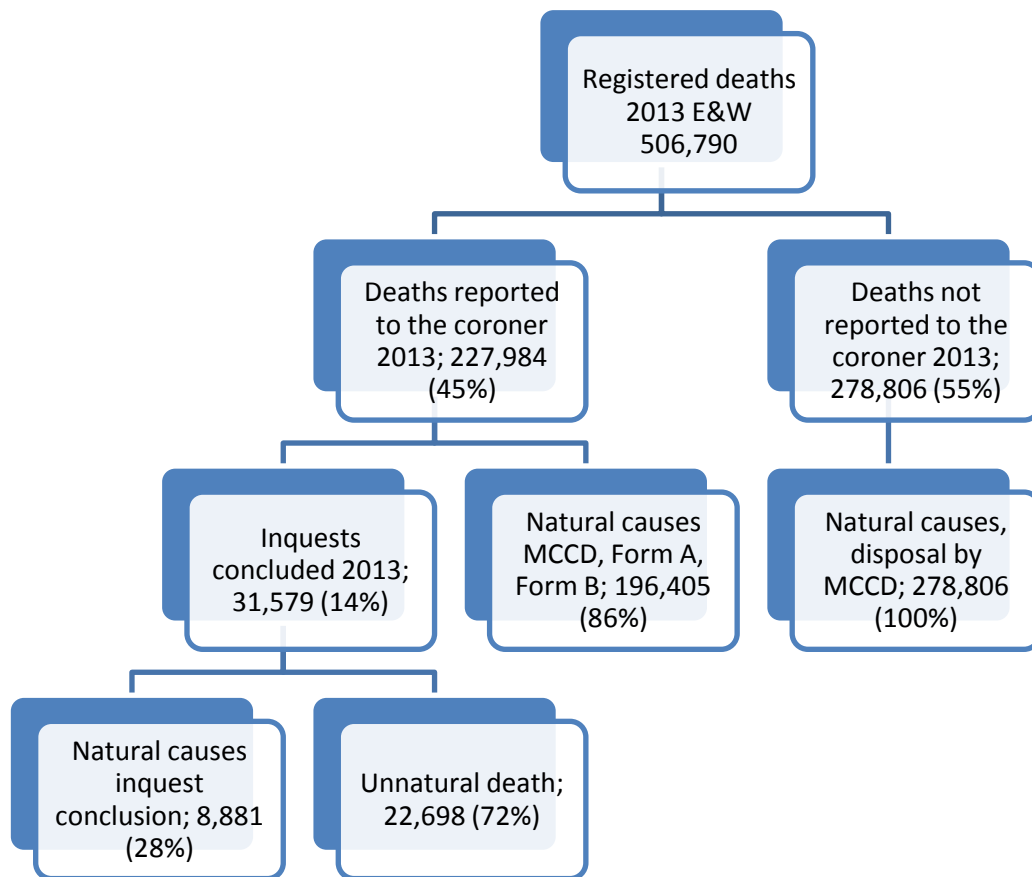 Registered deaths
2013 E&W
506,790
Deaths reported
to the coroner
2013; 227,984
(45%)
Deaths not
reported to the
coroner 2013;
278,806 (55%)
Inquests
concluded 2013;
31,579 (14%)
Natural causes
MCCD, Form A,
Form B; 196,405
(86%)
Natural causes,
disposal by
MCCD; 278,806
(100%)
Natural causes
inquest
conclusion; 8,881
(28%)
Unnatural death;
22,698 (72%)